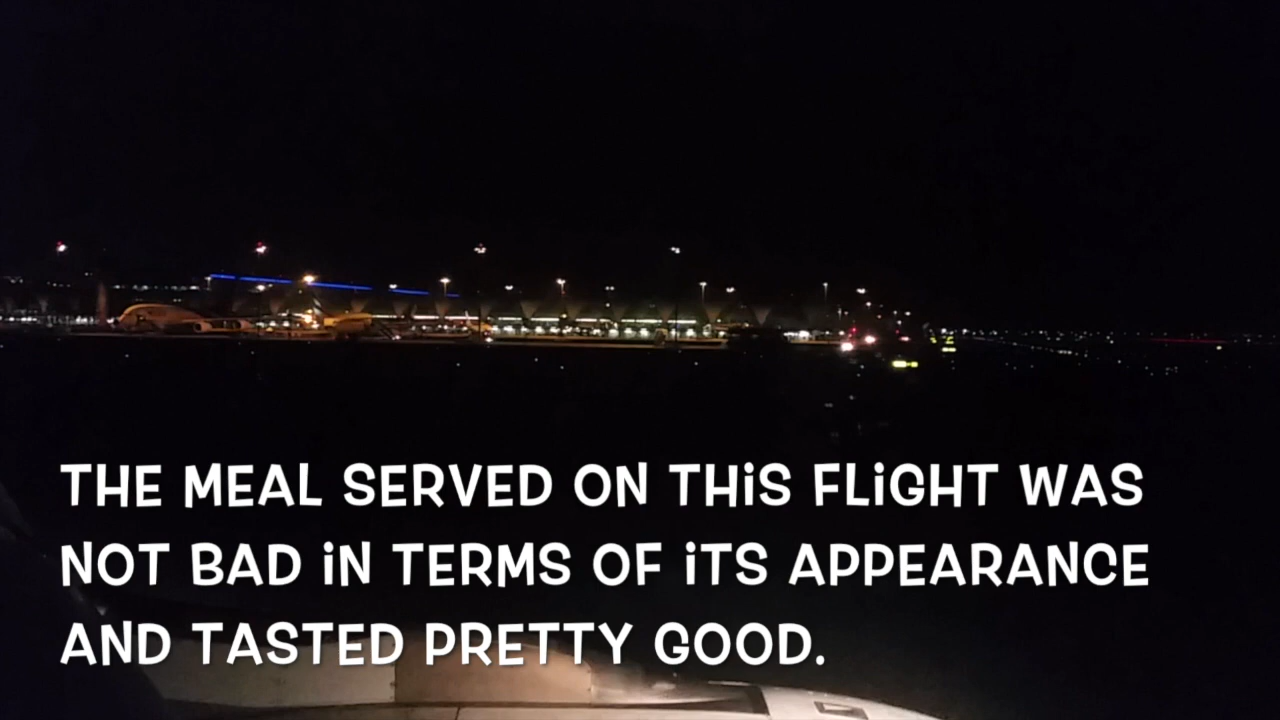 THE MEAL SERVED ON THIS FLIGHT WAS
NOT BAD IN TERMS OF ITS APPEARANCE
AND TASTED PRETTY GOOD.